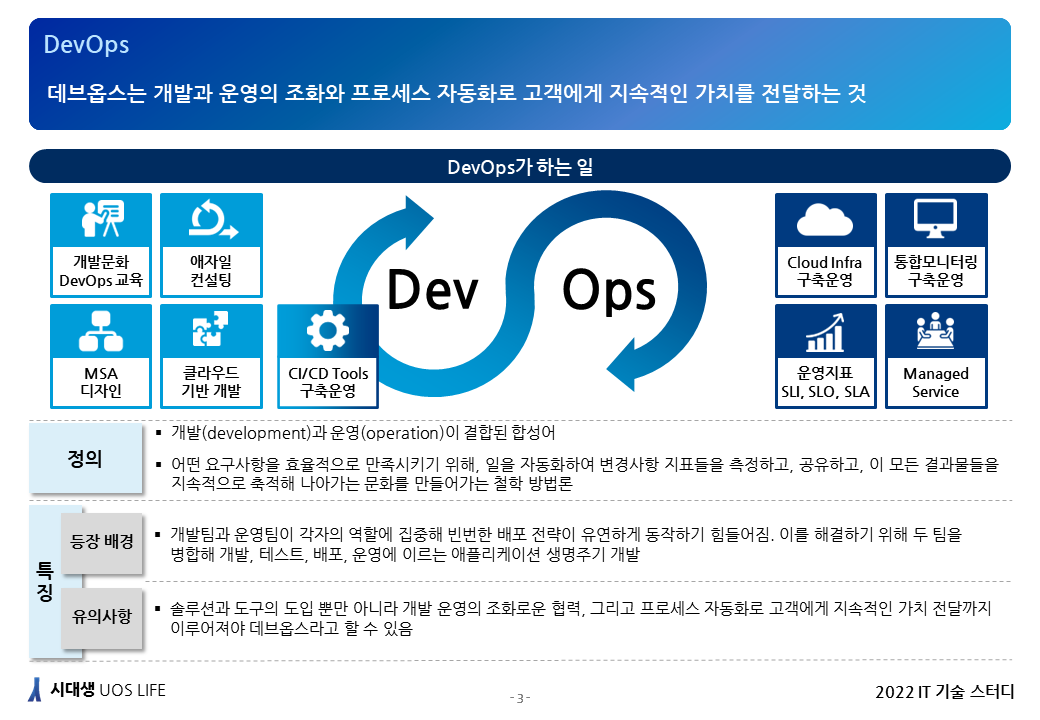 DevOps
데브옵스는 개발과 운영의 조화와 프로세스 자동화로 고객에게 지속적인 가치를 전달하는 것
DevOps가 하는 일
개발문화
DevOps 교육
애자일
컨설팅
MSA
디자인
클라우드
기반 개발
CI/CD Tools
구축운영
Dev
Ops
Cloud Infra
구축운영
통합모니터링
구축운영
운영지표
SLI, SLO, SLA
Managed
Service
정의
▪ 개발(development)과 운영(operation)이 결합된 합성어
▪ 어떤 요구사항을 효율적으로 만족시키기 위해, 일을 자동화하여 변경사항 지표들을 측정하고, 공유하고, 이 모든 결과물들을
지속적으로 축적해 나아가는 문화를 만들어가는 철학 방법론
특
징
등장 배경
▪ 개발팀과 운영팀이 각자의 역할에 집중해 빈번한 배포 전략이 유연하게 동작하기 힘들어짐. 이를 해결하기 위해 두 팀을
병합해 개발, 테스트, 배포, 운영에 이르는 애플리케이션 생명주기 개발
유의사항
▪ 솔루션과 도구의 도입 뿐만 아니라 개발 운영의 조화로운 협력, 그리고 프로세스 자동화로 고객에게 지속적인 가치 전달까지
이루어져야 데브옵스라고 할 수 있음
시대생 UOS LIFE
- 3 -
2022 IT 기술 스터디